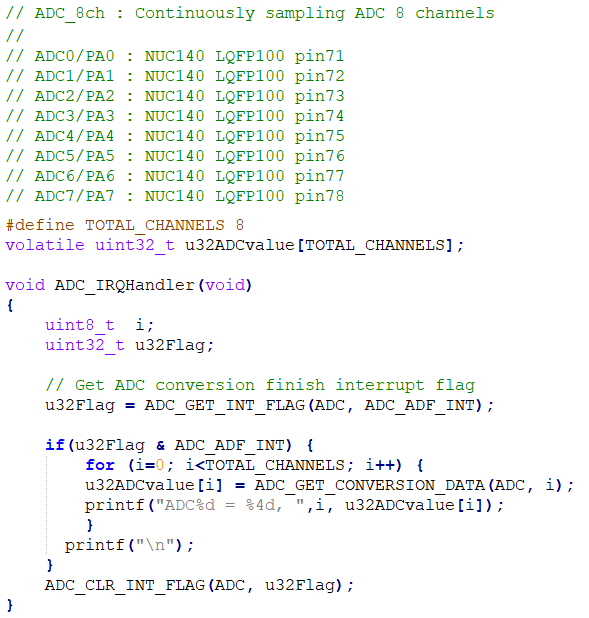 // ADC_8ch : Continuously sampling ADC 8 channels
//
// ADC0/PA0 : NUC140 LQFP100 pin71
// ADC1/PA1 : NUC140 LQFP100 pin72
// ADC2/PA2 : NUC140 LQFP100 pin73
// ADC3/PA3 : NUC140 LQFP100 pin74
// ADC4/PA4 : NUC140 LQFP100 pin75
// ADC5/PA5 : NUC140 LQFP100 pin76
// ADC6/PA6 : NUC140 LQFP100 pin77
// ADC7/PA7 : NUC140 LQFP100 pin78
#define TOTAL_CHANNELS 8
volatile uint32_t u32ADCvalue[TOTAL_CHANNELS];

void ADC_IRQHandler(void)
{
    uint8_t  i;
    uint32_t u32Flag;

    // Get ADC conversion finish interrupt flag
    u32Flag = ADC_GET_INT_FLAG(ADC, ADC_ADF_INT);

    if(u32Flag & ADC_ADF_INT) {
        for (i=0; i<TOTAL_CHANNELS; i++) {
        u32ADCvalue[i] = ADC_GET_CONVERSION_DATA(ADC, i);
        printf("ADC%d = %4d, ",i, u32ADCvalue[i]);
        }
      printf("\n");
    }
    ADC_CLR_INT_FLAG(ADC, u32Flag);
}